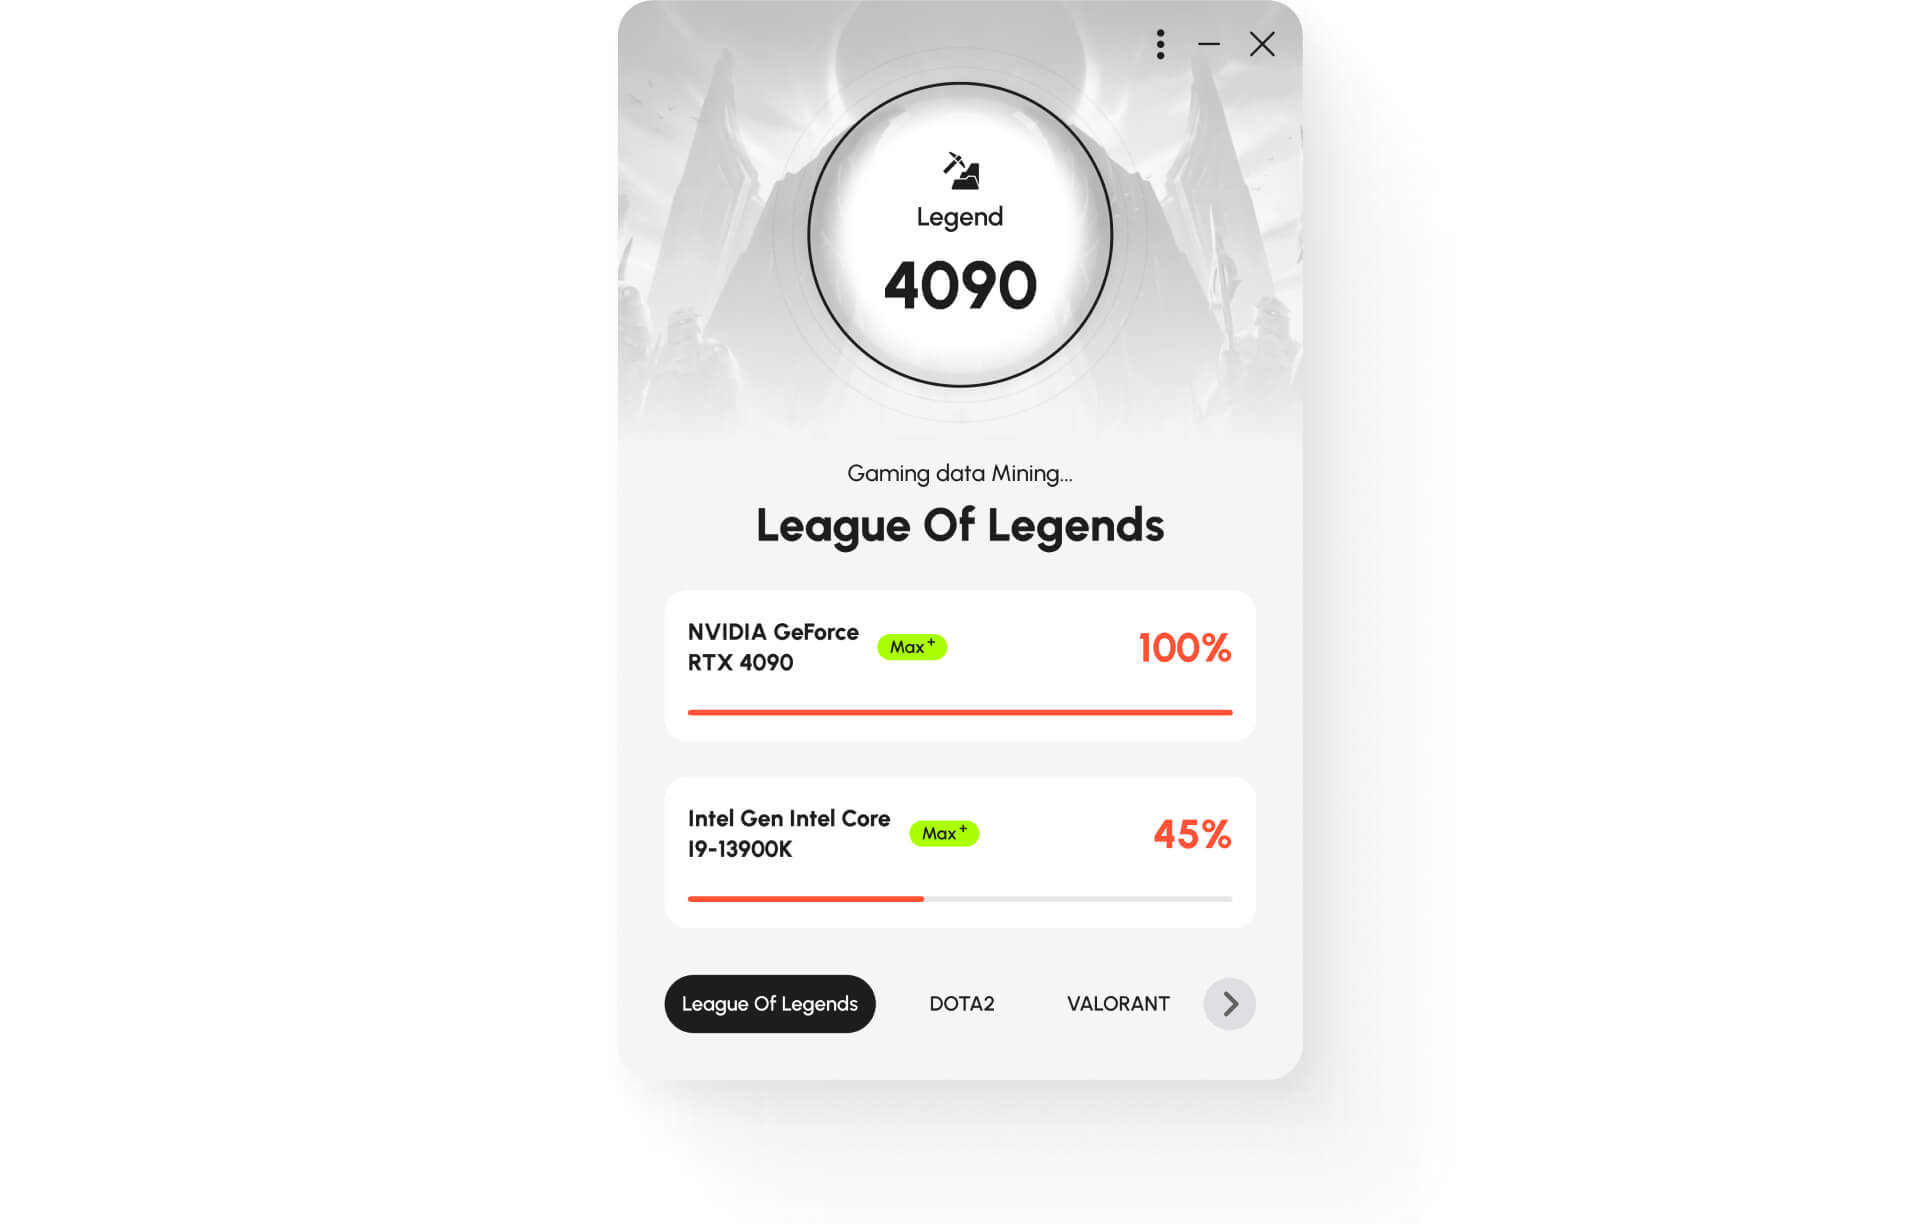 Legend
4090
Gaming data Mining...
League Of Legends
NVIDIA GeForce
RTX 4090
Max+
100%
Intel Gen Intel Core
I9-13900K
Max+
45%
League Of Legends
DOTA2
VALORANT